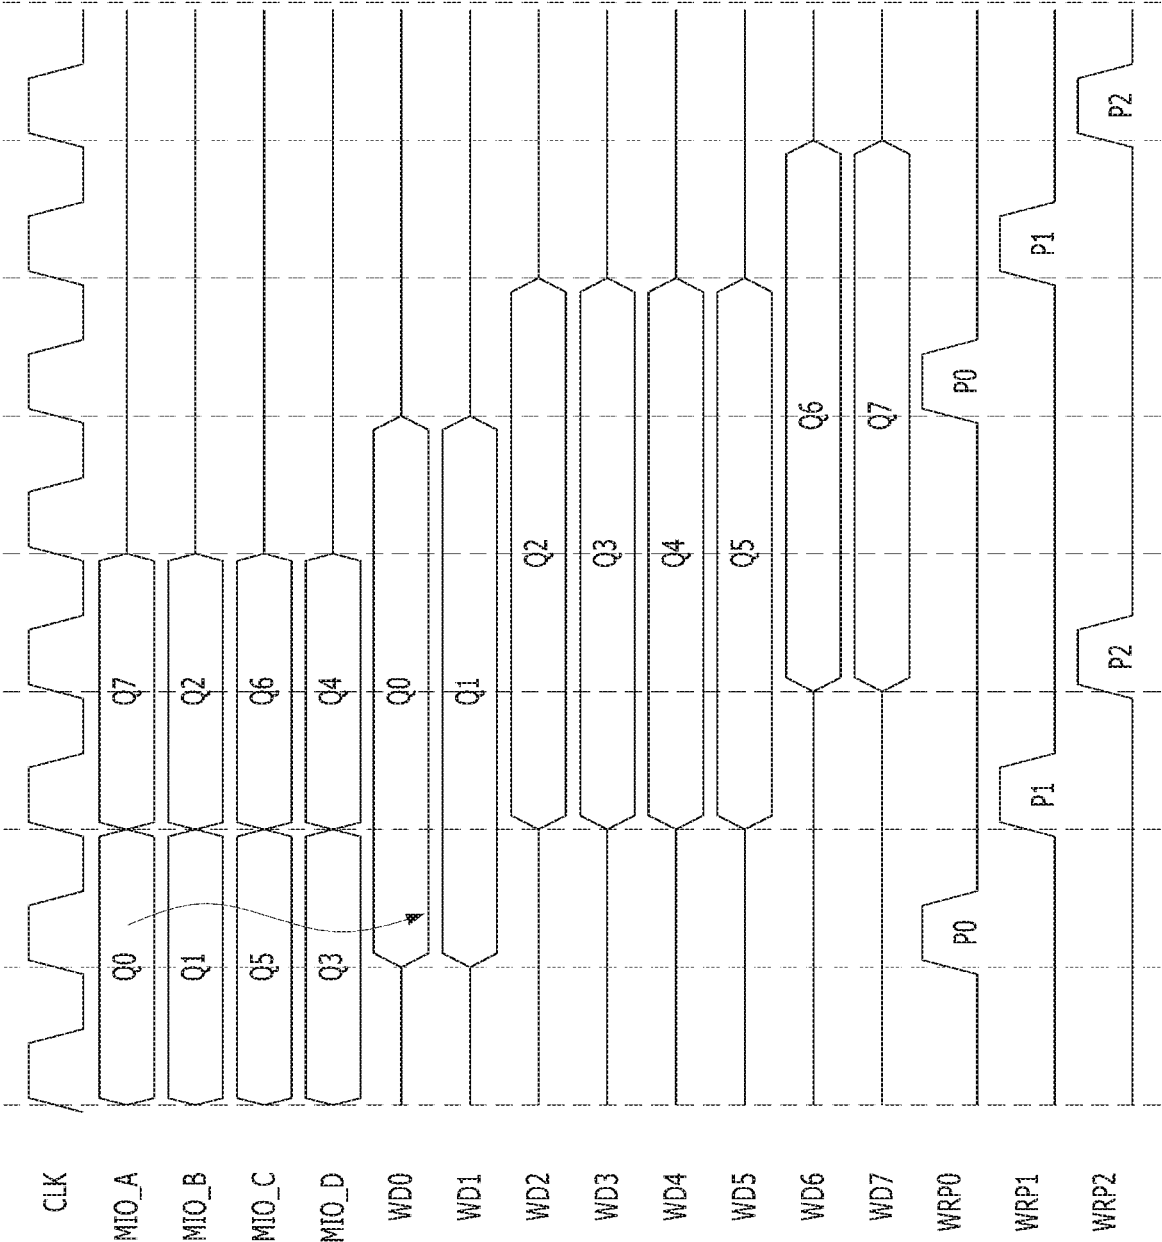 CLK
MIO_A Q0 Q7
MIO_B Q1 Q2
MIO_C Q5 Q6
MIO_D Q3 Q4
WD0 Q0
WD1 Q1
WD2 Q2
WD3 Q3
WD4 Q4
WD5 Q5
WD6 Q6
WD7 Q7
WRP0 P0 P0
WRP1 P1 P1
WRP2 P2 P2